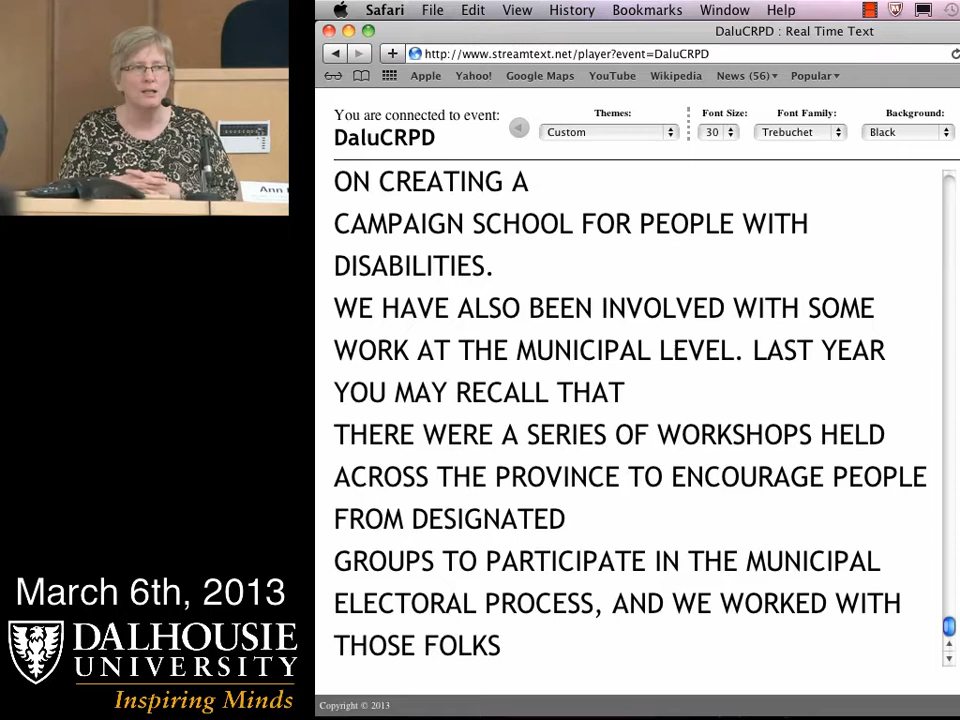 Safari File Edit View History Bookmarks Window Help
DaluCRPD : Real Time Text
http://www.streamtext.net/player?event=DaluCRPD
Apple Yahoo! Google Maps YouTube Wikipedia News (56) Popular
You are connected to event:
DaluCRPD
Themes: Font Size: Font Family: Background:
Custom 30 Trebuchet Black
ON CREATING A
CAMPAIGN SCHOOL FOR PEOPLE WITH
DISABILITIES.
WE HAVE ALSO BEEN INVOLVED WITH SOME
WORK AT THE MUNICIPAL LEVEL. LAST YEAR
YOU MAY RECALL THAT
THERE WERE A SERIES OF WORKSHOPS HELD
ACROSS THE PROVINCE TO ENCOURAGE PEOPLE
FROM DESIGNATED
GROUPS TO PARTICIPATE IN THE MUNICIPAL
ELECTORAL PROCESS, AND WE WORKED WITH
THOSE FOLKS
Copyright © 2013
Ann
March 6th, 2013
DALHOUSIE
UNIVERSITY
Inspiring Minds